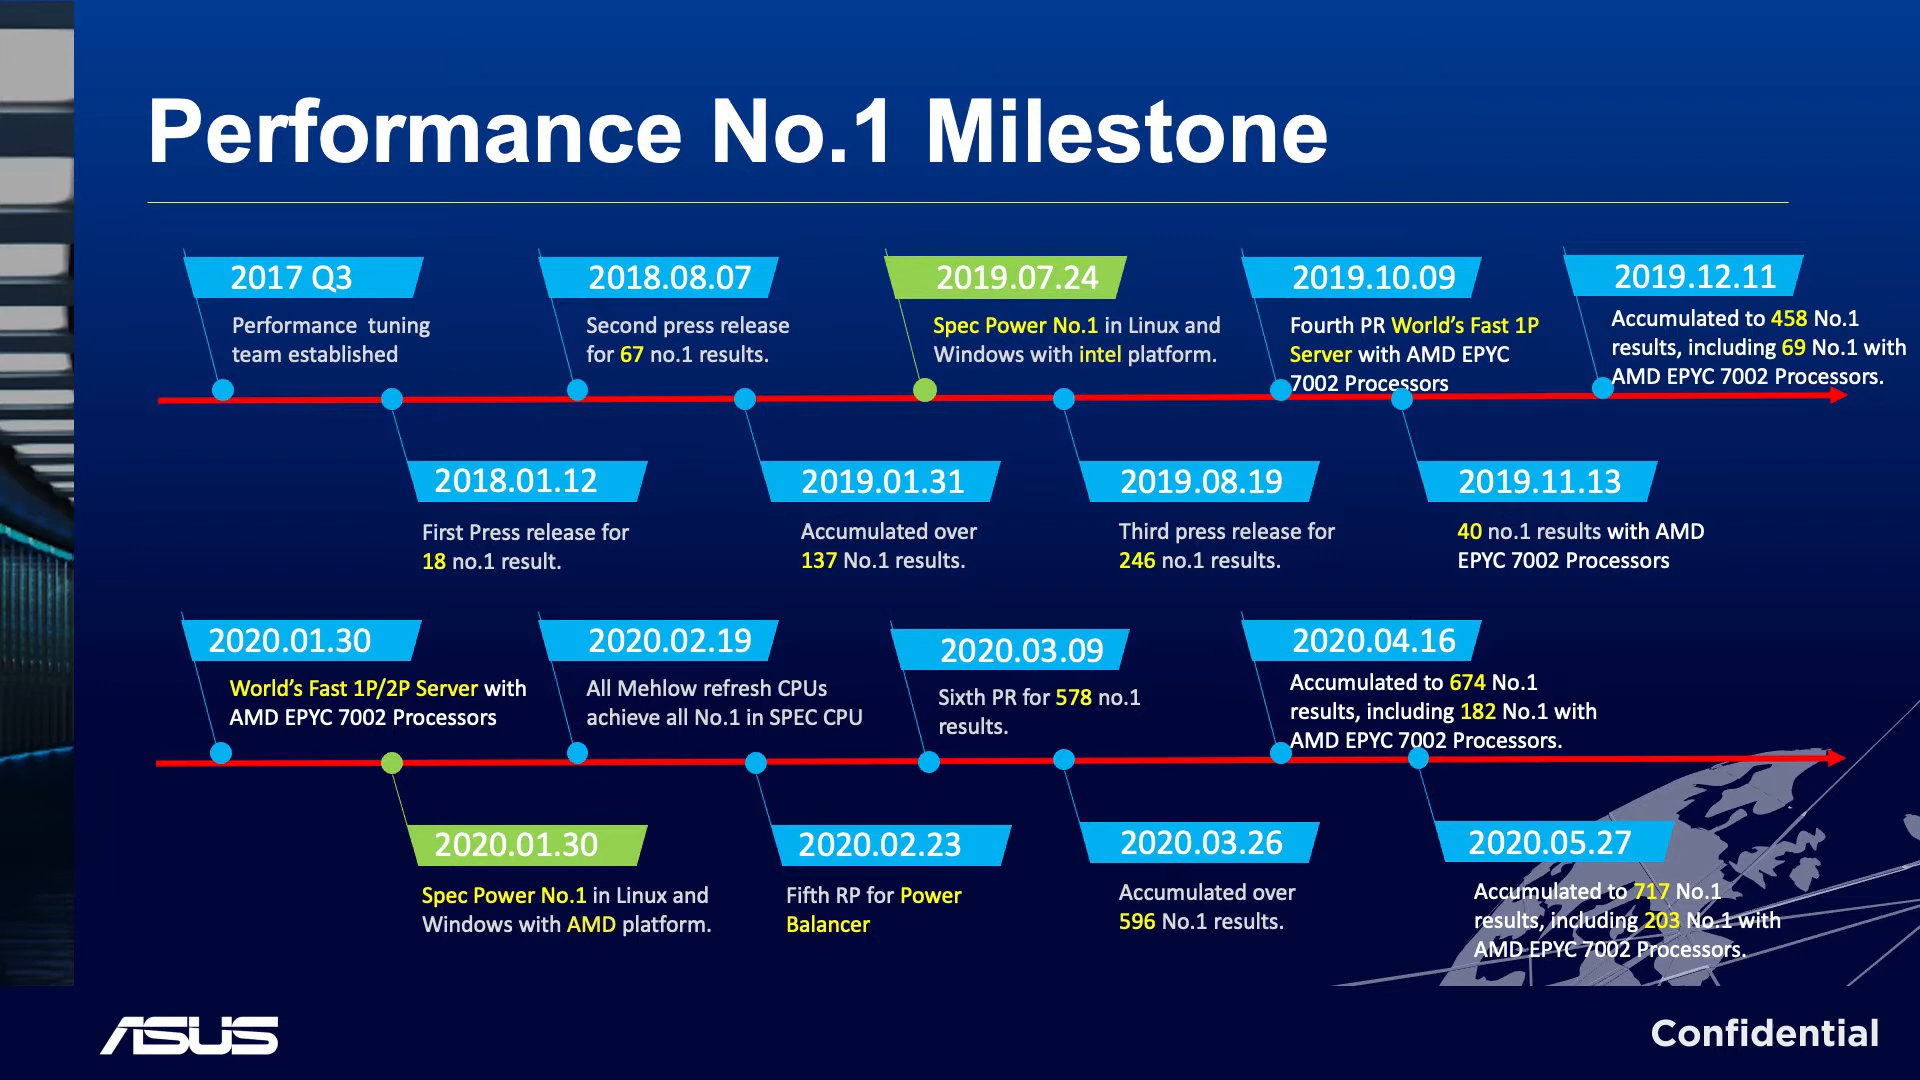 Performance No.1 Milestone
2017 Q3
Performance tuning
team established
2018.01.12
First Press release for
18 no.1 result.
2018.08.07
Second press release
for 67 no.1 results.
2019.01.31
Accumulated over
137 No.1 results.
2019.07.24
Spec Power No.1 in Linux and
Windows with intel platform.
2019.08.19
Third press release for
246 no.1 results.
2019.10.09
Fourth PR World’s Fast 1P
Server with AMD EPYC
7002 Processors
2019.11.13
40 no.1 results with AMD
EPYC 7002 Processors
2019.12.11
Accumulated to 458 No.1
results, including 69 No.1 with
AMD EPYC 7002 Processors.
2020.01.30
World’s Fast 1P/2P Server with
AMD EPYC 7002 Processors
2020.01.30
Spec Power No.1 in Linux and
Windows with AMD platform.
2020.02.19
All Mehlow refresh CPUs
achieve all No.1 in SPEC CPU
2020.02.23
Fifth RP for Power
Balancer
2020.03.09
Sixth PR for 578 no.1
results.
2020.03.26
Accumulated over
596 No.1 results.
2020.04.16
Accumulated to 674 No.1
results, including 182 No.1 with
AMD EPYC 7002 Processors.
2020.05.27
Accumulated to 717 No.1
results, including 203 No.1 with
AMD EPYC 7002 Processors.
ASUS
Confidential